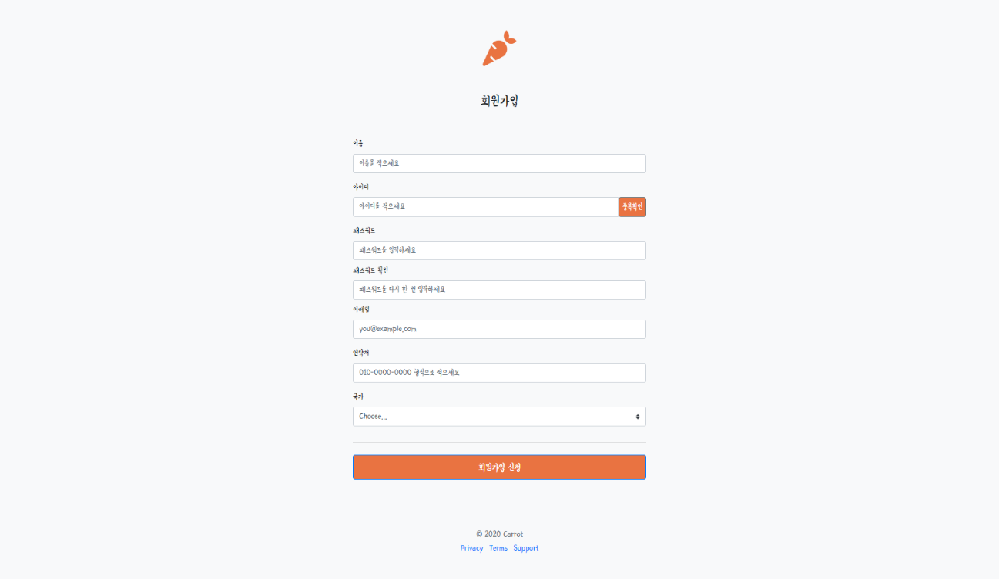 회원가입
이름
이름을 적으세요
아이디
아이디를 적으세요
중복확인
패스워드
패스워드를 입력하세요
패스워드 확인
패스워드를 다시 한 번 입력하세요
이메일
you@example.com
연락처
010-0000-0000 형식으로 적으세요
국가
Choose...
회원가입 신청
© 2020 Carrot
Privacy Terms Support